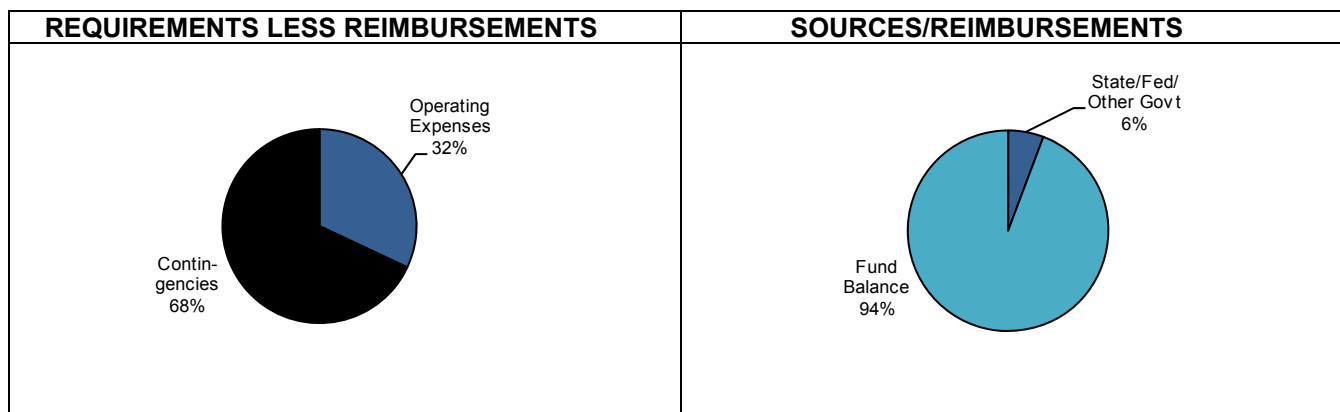 REQUIREMENTS LESS REIMBURSEMENTS
Operating
Expenses
32%
Contin-
gencies
68%
SOURCES/REIMBURSEMENTS
State/Fed/
Other Govt
6%
Fund
Balance
94%